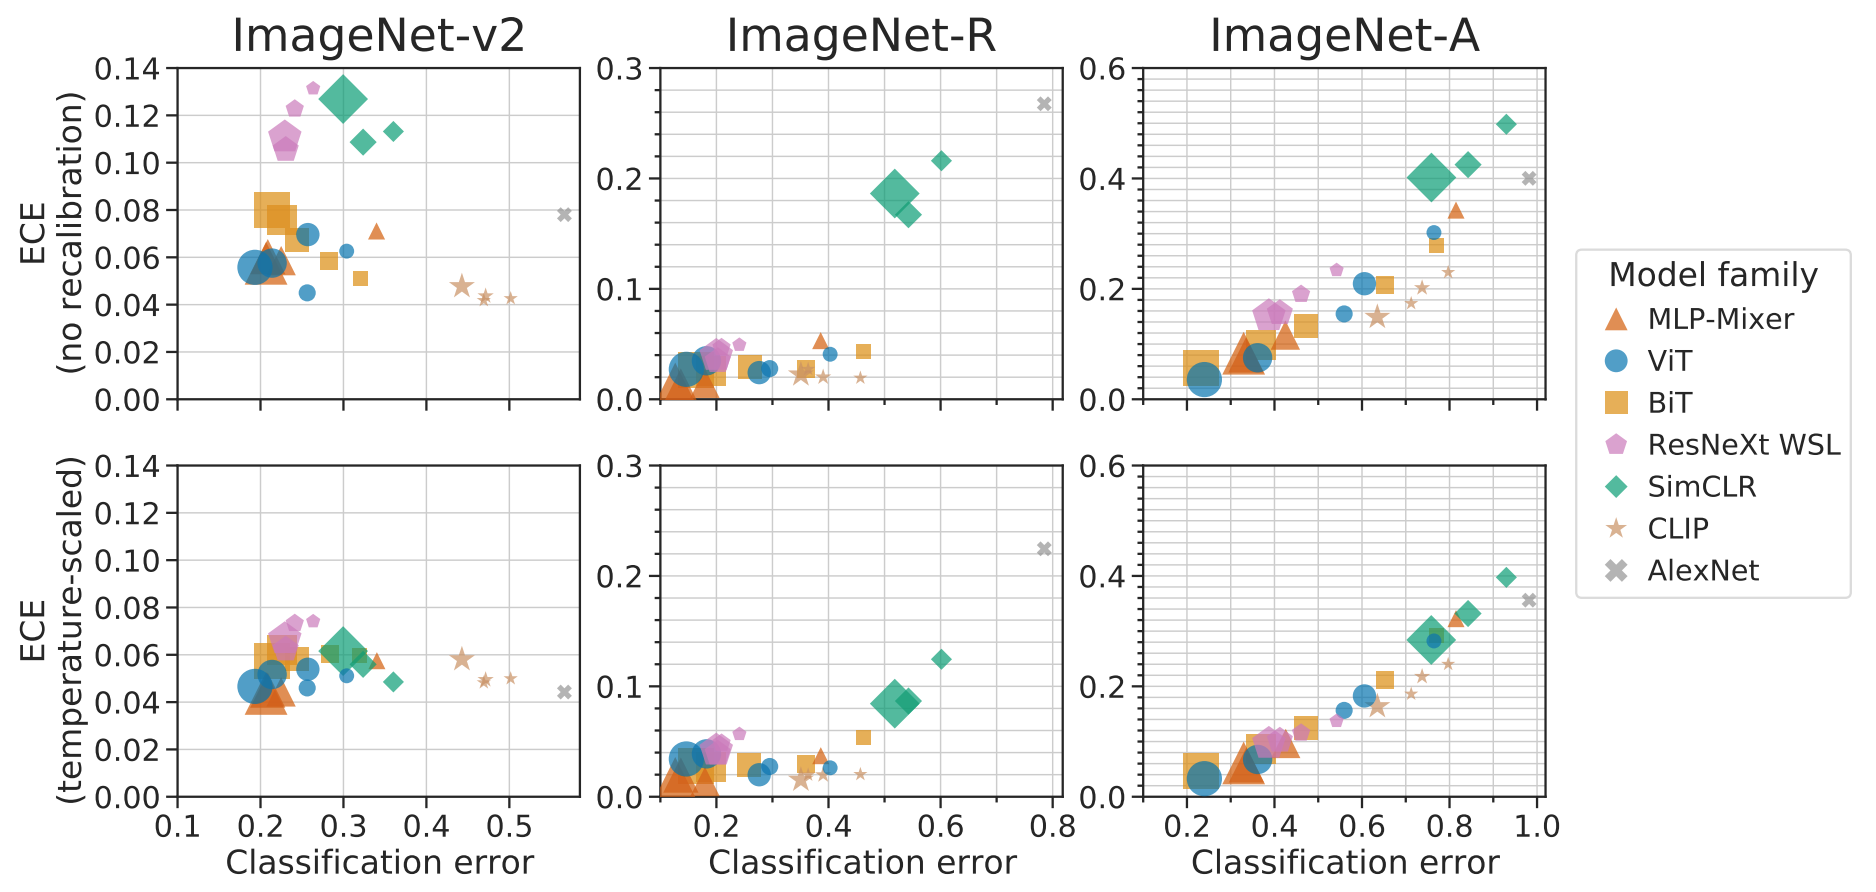 ImageNet-v2 ImageNet-R ImageNet-A
ECE
(no recalibration)
0.14
0.12
0.10
0.08
0.06
0.04
0.02
0.00
0.3
0.2
0.1
0.0
0.6
0.4
0.2
0.0
ECE
(temperature-scaled)
0.14
0.12
0.10
0.08
0.06
0.04
0.02
0.00
0.1 0.2 0.3 0.4 0.5
Classification error
0.3
0.2
0.1
0.0
0.2 0.4 0.6 0.8
Classification error
0.6
0.4
0.2
0.0
0.2 0.4 0.6 0.8 1.0
Classification error
Model family
MLP-Mixer
ViT
BiT
ResNeXt WSL
SimCLR
CLIP
AlexNet